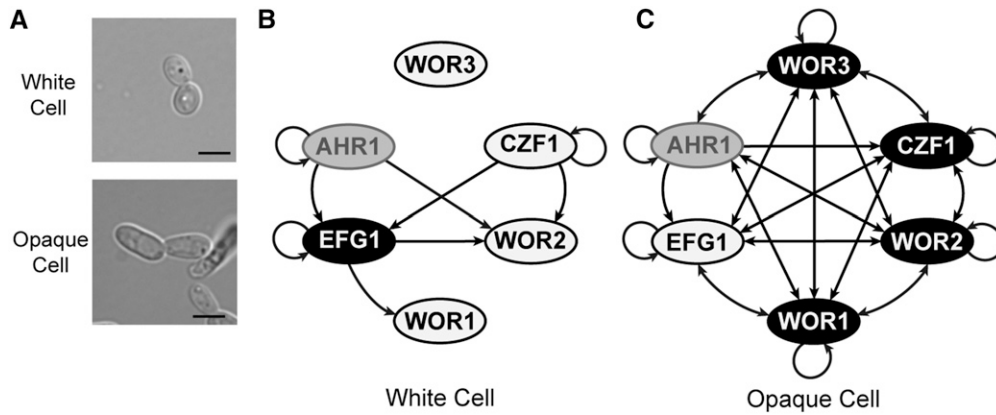 A
White
Cell
Opaque
Cell
B
WOR3
AHR1
CZF1
EFG1
WOR2
WOR1
White Cell
C
WOR3
AHR1
CZF1
EFG1
WOR2
WOR1
Opaque Cell